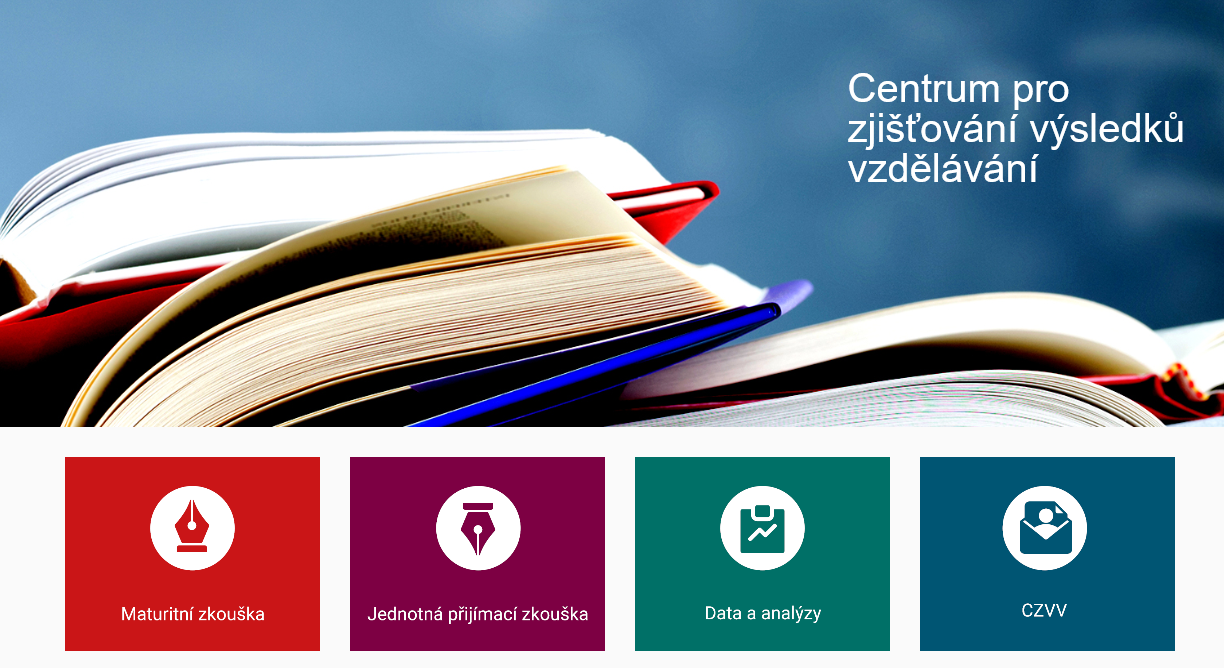 Centrum pro
zjišťování výsledků
vzdělávání
Maturitní zkouška
Jednotná přijímací zkouška
Data a analýzy
CZVV